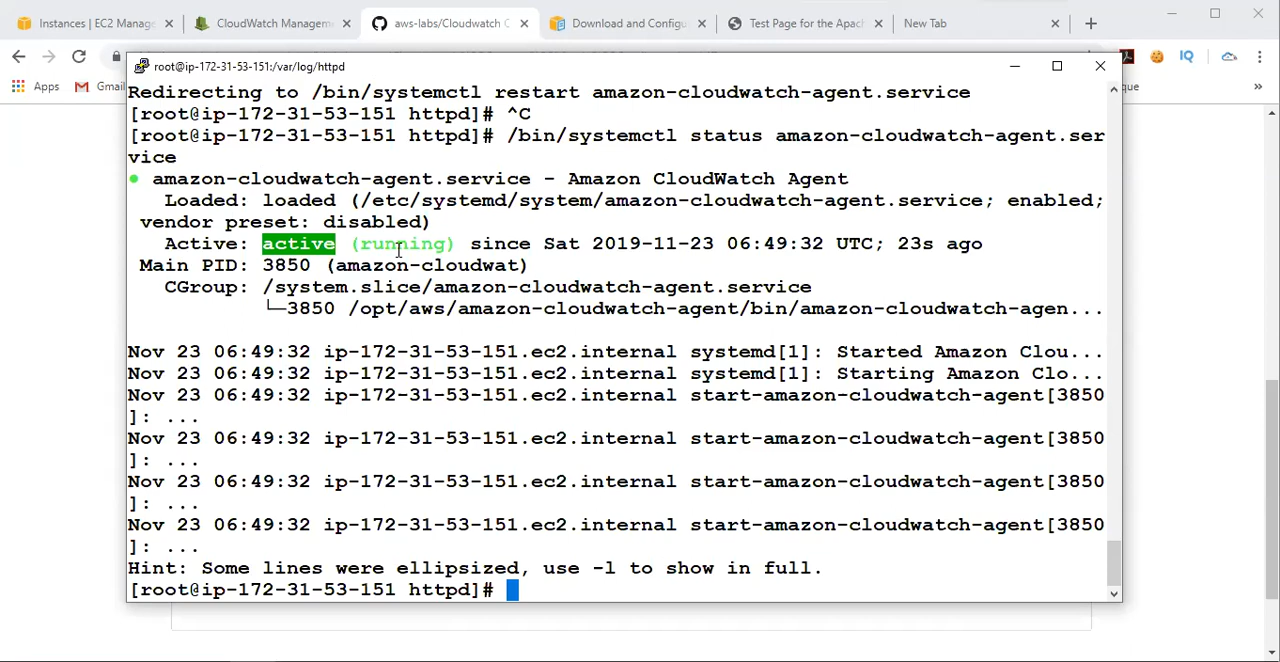 Instances | EC2 Manage
CloudWatch Managem
aws-labs/Cloudwatch C
Download and Configu
Test Page for the Apac
New Tab
Apps
Gmail
que
root@ip-172-31-53-151:/var/log/httpd
Redirecting to /bin/systemctl restart amazon-cloudwatch-agent.service
[root@ip-172-31-53-151 httpd]# ^C
[root@ip-172-31-53-151 httpd]# /bin/systemctl status amazon-cloudwatch-agent.ser
vice
● amazon-cloudwatch-agent.service - Amazon CloudWatch Agent
Loaded: loaded (/etc/systemd/system/amazon-cloudwatch-agent.service; enabled;
vendor preset: disabled)
Active: active (running) since Sat 2019-11-23 06:49:32 UTC; 23s ago
Main PID: 3850 (amazon-cloudwat)
CGroup: /system.slice/amazon-cloudwatch-agent.service
└─3850 /opt/aws/amazon-cloudwatch-agent/bin/amazon-cloudwatch-agen...
Nov 23 06:49:32 ip-172-31-53-151.ec2.internal systemd[1]: Started Amazon Clou...
Nov 23 06:49:32 ip-172-31-53-151.ec2.internal systemd[1]: Starting Amazon Clo...
Nov 23 06:49:32 ip-172-31-53-151.ec2.internal start-amazon-cloudwatch-agent[3850
]: ...
Nov 23 06:49:32 ip-172-31-53-151.ec2.internal start-amazon-cloudwatch-agent[3850
]: ...
Nov 23 06:49:32 ip-172-31-53-151.ec2.internal start-amazon-cloudwatch-agent[3850
]: ...
Nov 23 06:49:32 ip-172-31-53-151.ec2.internal start-amazon-cloudwatch-agent[3850
]: ...
Hint: Some lines were ellipsized, use -l to show in full.
[root@ip-172-31-53-151 httpd]#